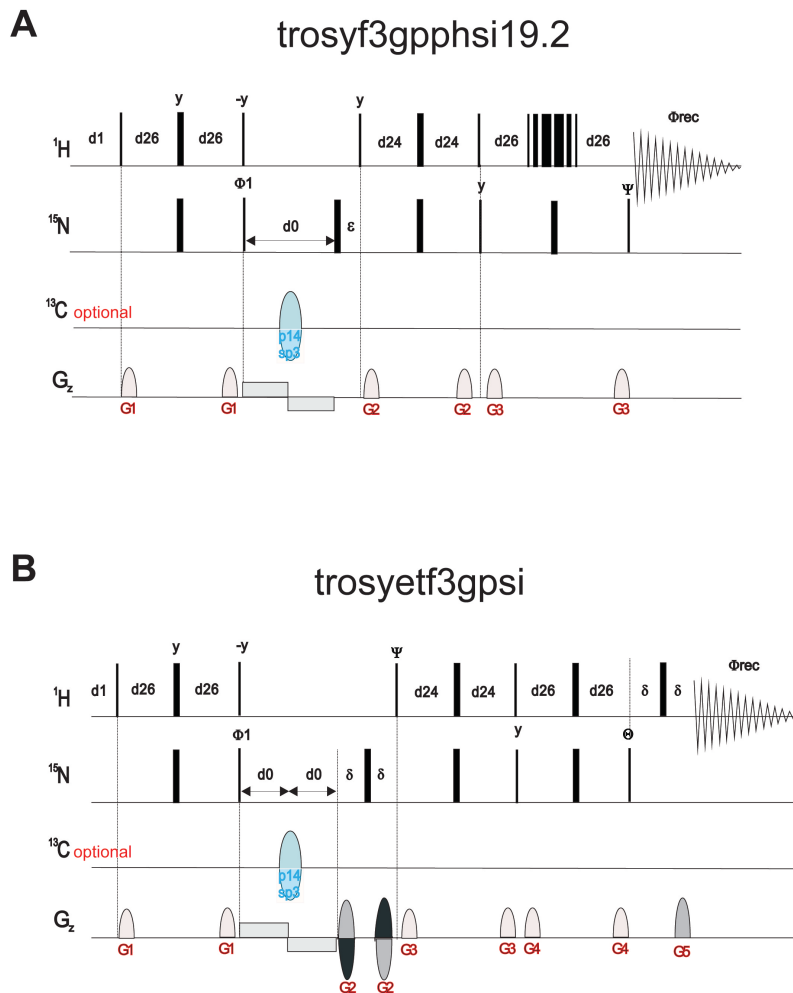 A
trosyf3gpphsi19.2
y -y y Φrec
¹H d1 d26 d26 d24 d24 d26 d26
Φ1 y Ψ
¹⁵N d0 ε
¹³C optional
p14
sp3
Gz
G1 G1 G2 G2 G3 G3
B
trosyetf3gpsi
y -y Ψ Φrec
¹H d1 d26 d26 d24 d24 d26 d26 δ δ
Φ1 y Θ
¹⁵N d0 d0 δ δ
¹³C optional
p14
sp3
Gz
G1 G1 G3 G3 G4 G4 G5
G2 G2